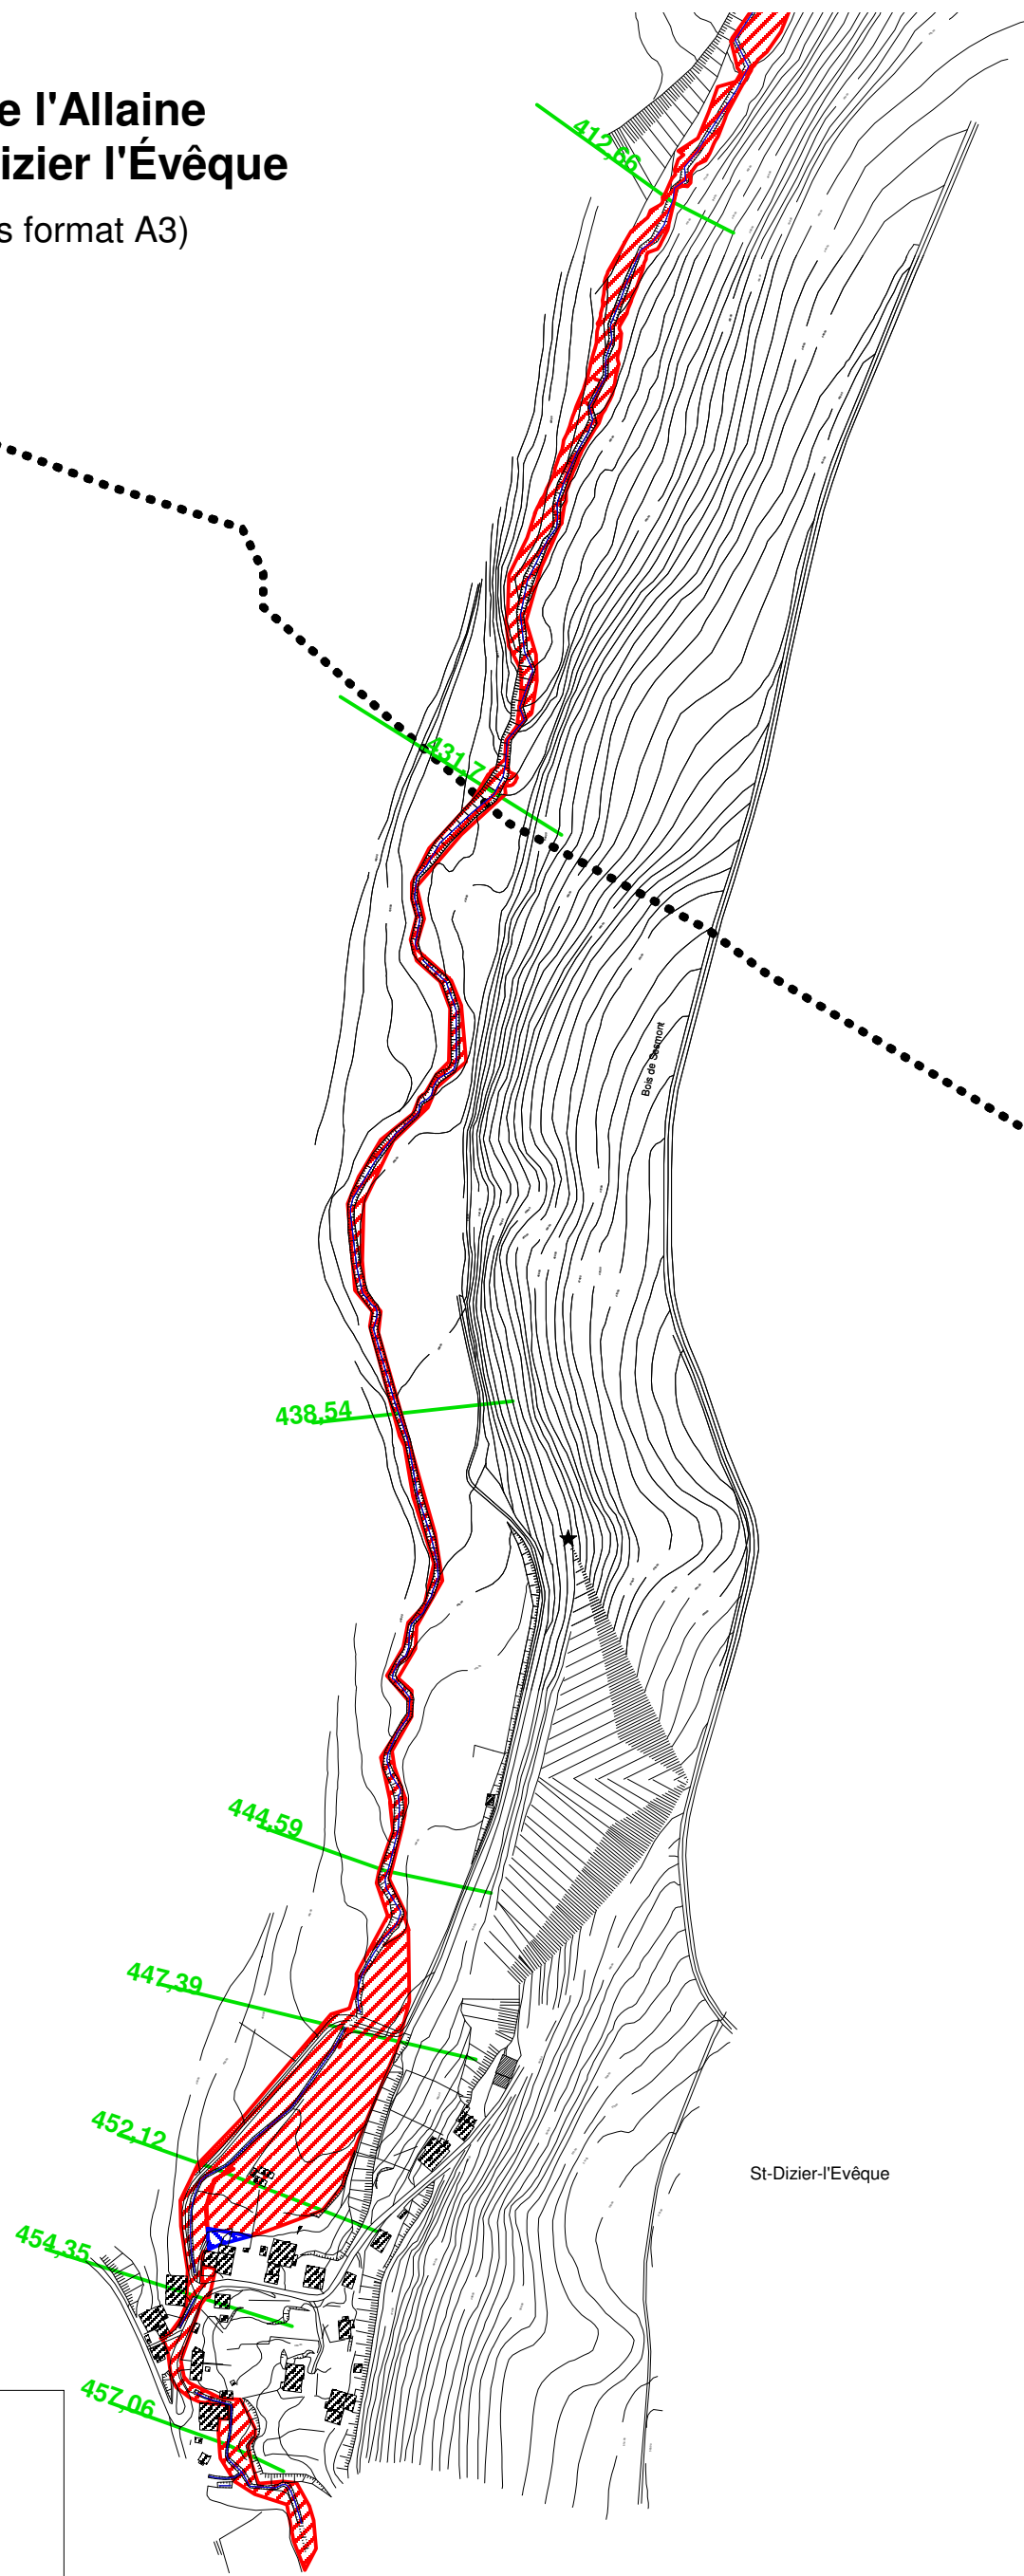 e l'Allaine
izier l'Évêque
s format A3)
412,66
431,7
Bois de Sesmont
438,54
444,59
447,39
452,12
St-Dizier-l'Evêque
454,35
457,06